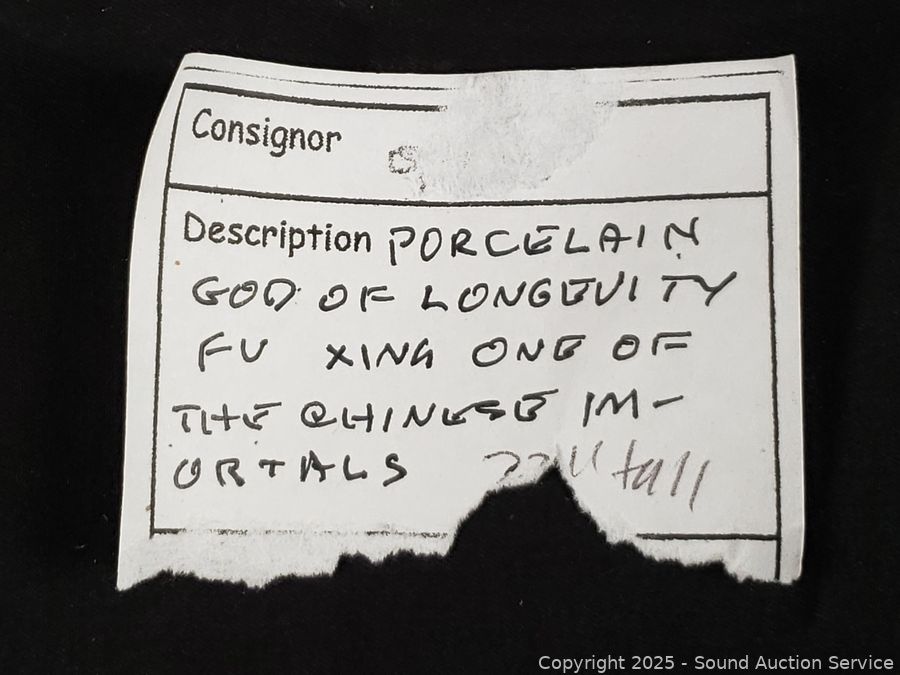 Consignor
Description PORCELAIN
GOD OF LONGEVITY
FU XING ONE OF
THE CHINESE IM-
ORTALS tall
Copyright 2025 - Sound Auction Service